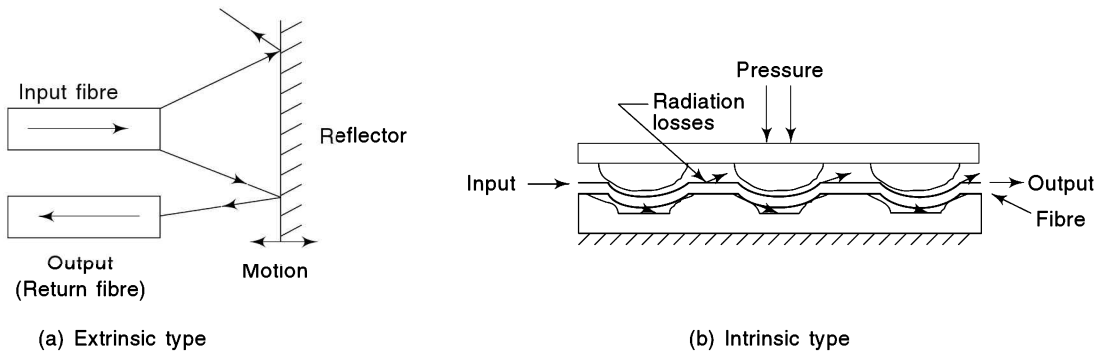 Input fibre
Reflector
Output
(Return fibre)
Motion
(a) Extrinsic type
Pressure
Radiation
losses
Input
Output
Fibre
(b) Intrinsic type